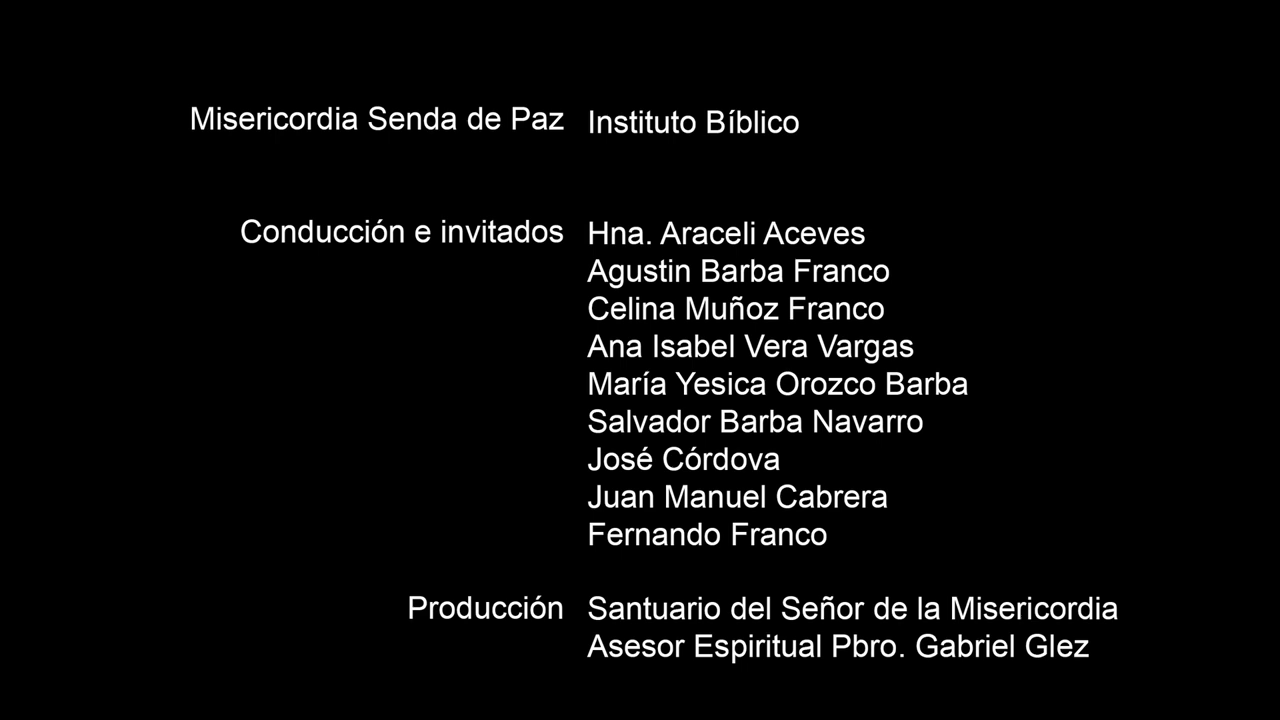 Misericordia Senda de Paz Instituto Bíblico
Conducción e invitados Hna. Araceli Aceves
Agustin Barba Franco
Celina Muñoz Franco
Ana Isabel Vera Vargas
María Yesica Orozco Barba
Salvador Barba Navarro
José Córdova
Juan Manuel Cabrera
Fernando Franco
Producción Santuario del Señor de la Misericordia
Asesor Espiritual Pbro. Gabriel Glez